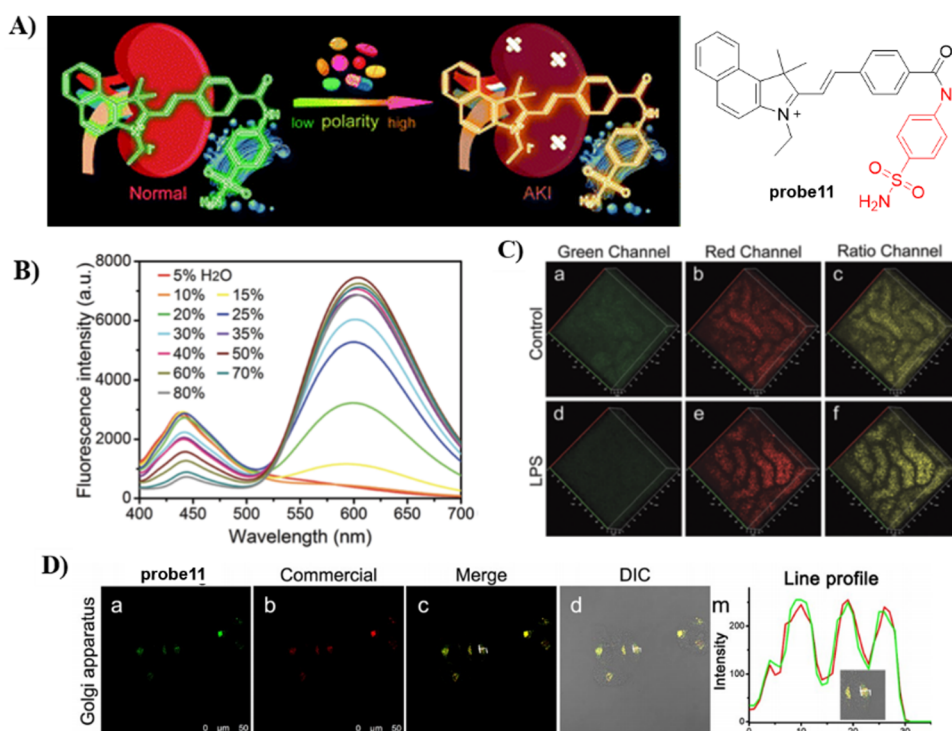 A)
low polarity high
Normal
AKI
N
+
O
N
S
O
O
H₂N
probe11
B)
Fluorescence intensity (a.u.)
8000
6000
4000
2000
0
5% H2O
10% 15%
20% 25%
30% 35%
40% 50%
60% 70%
80%
400 450 500 550 600 650 700
Wavelength (nm)
C)
Green Channel Red Channel Ratio Channel
Control
a b c
LPS
d e f
D)
probe11 Commercial Merge DIC Line profile
Golgi apparatus
a b c d m
0 µm 50
0 µm 50
Intensity
200
100
0
0 10 20 30